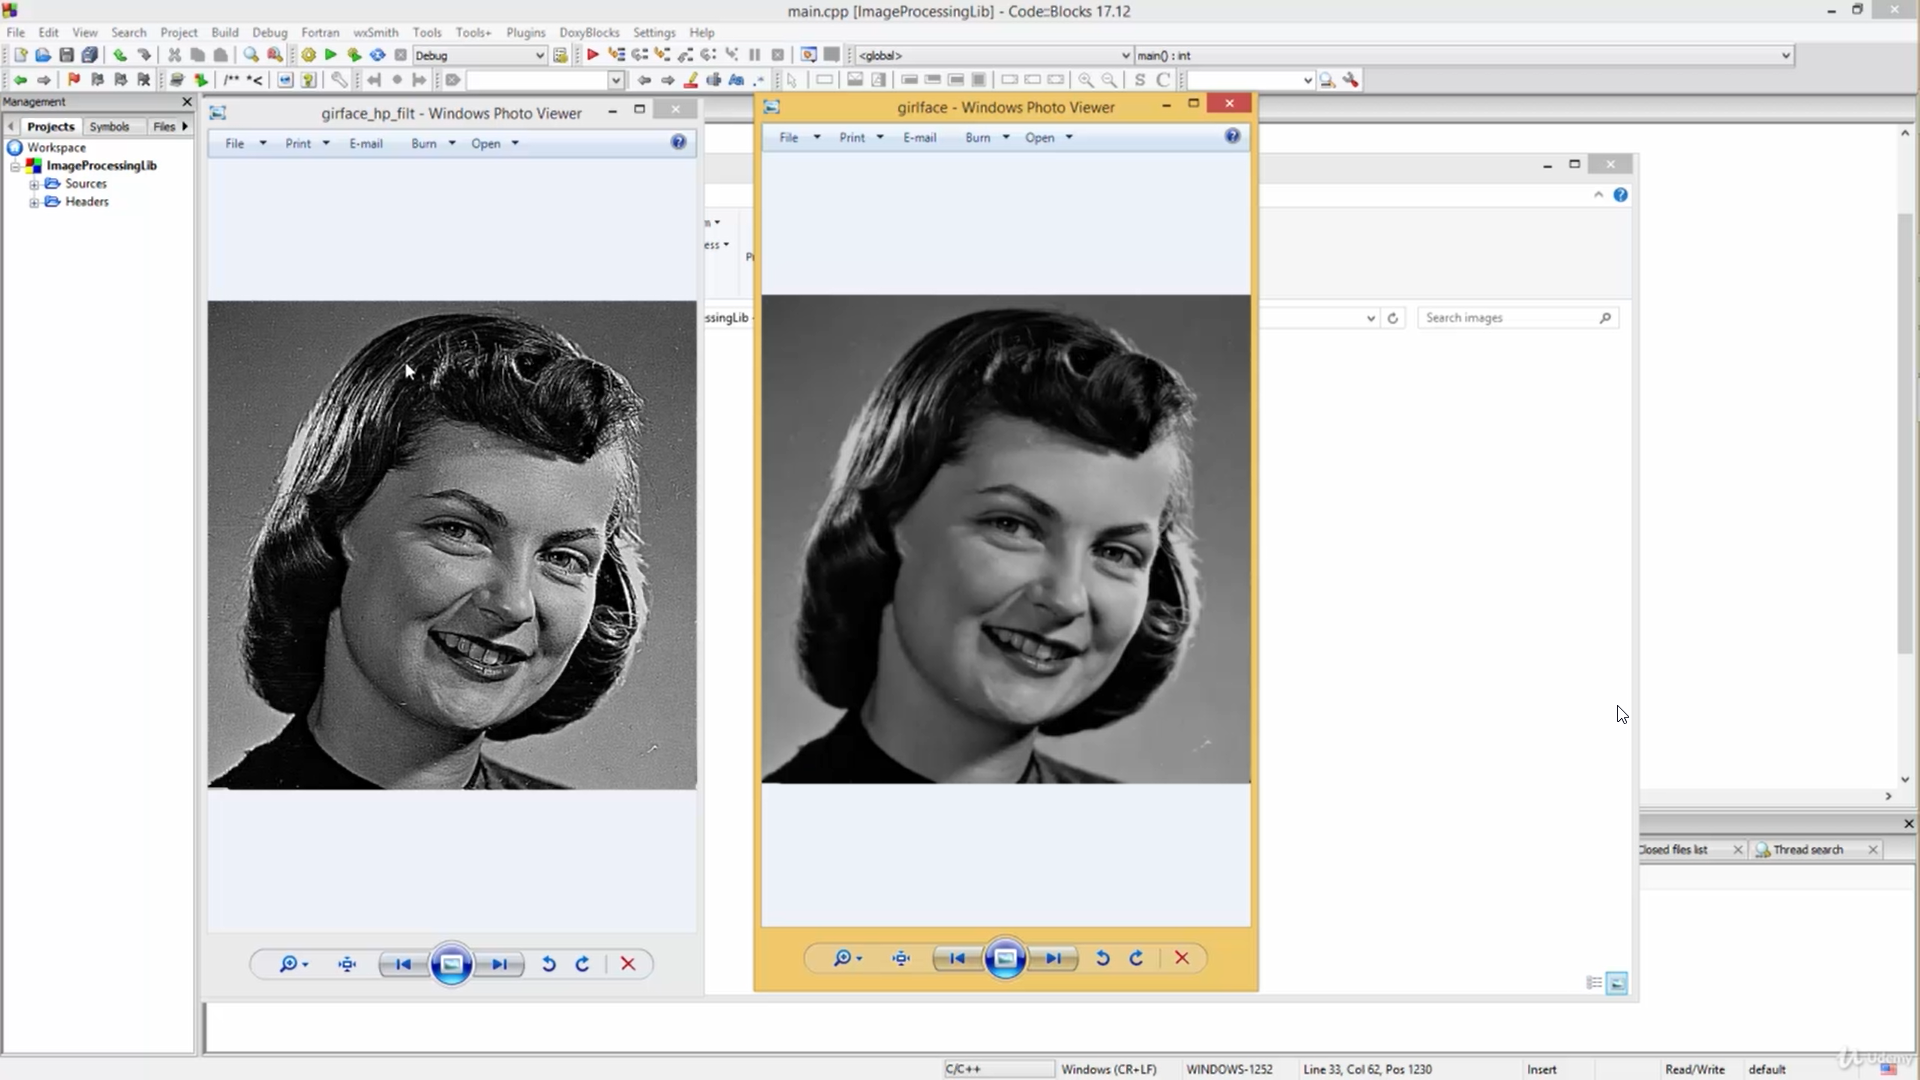 main.cpp [ImageProcessingLib] - Code::Blocks 17.12
File Edit View Search Project Build Debug Fortran wxSmith Tools Tools+ Plugins DoxyBlocks Settings Help
Debug <global> main() : int
/** *< S C
Management
Projects Symbols Files
Workspace
ImageProcessingLib
Sources
Headers
girface_hp_filt - Windows Photo Viewer
File Print E-mail Burn Open
girlface - Windows Photo Viewer
File Print E-mail Burn Open
ess
ssingLib
Search images
Closed files list Thread search
C/C++ Windows (CR+LF) WINDOWS-1252 Line 33, Col 62, Pos 1230 Insert Read/Write default
Udemy